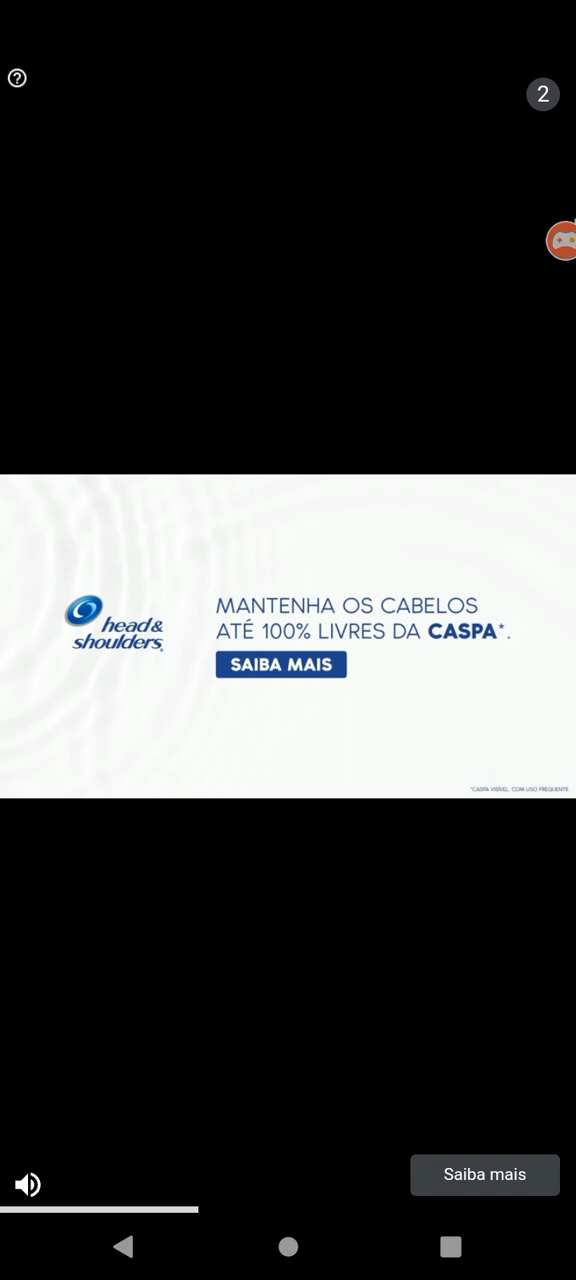 2
head&
shoulders
MANTENHA OS CABELOS
ATÉ 100% LIVRES DA CASPA*.
SAIBA MAIS
*CASPA VISÍVEL, COM USO FREQUENTE
Saiba mais